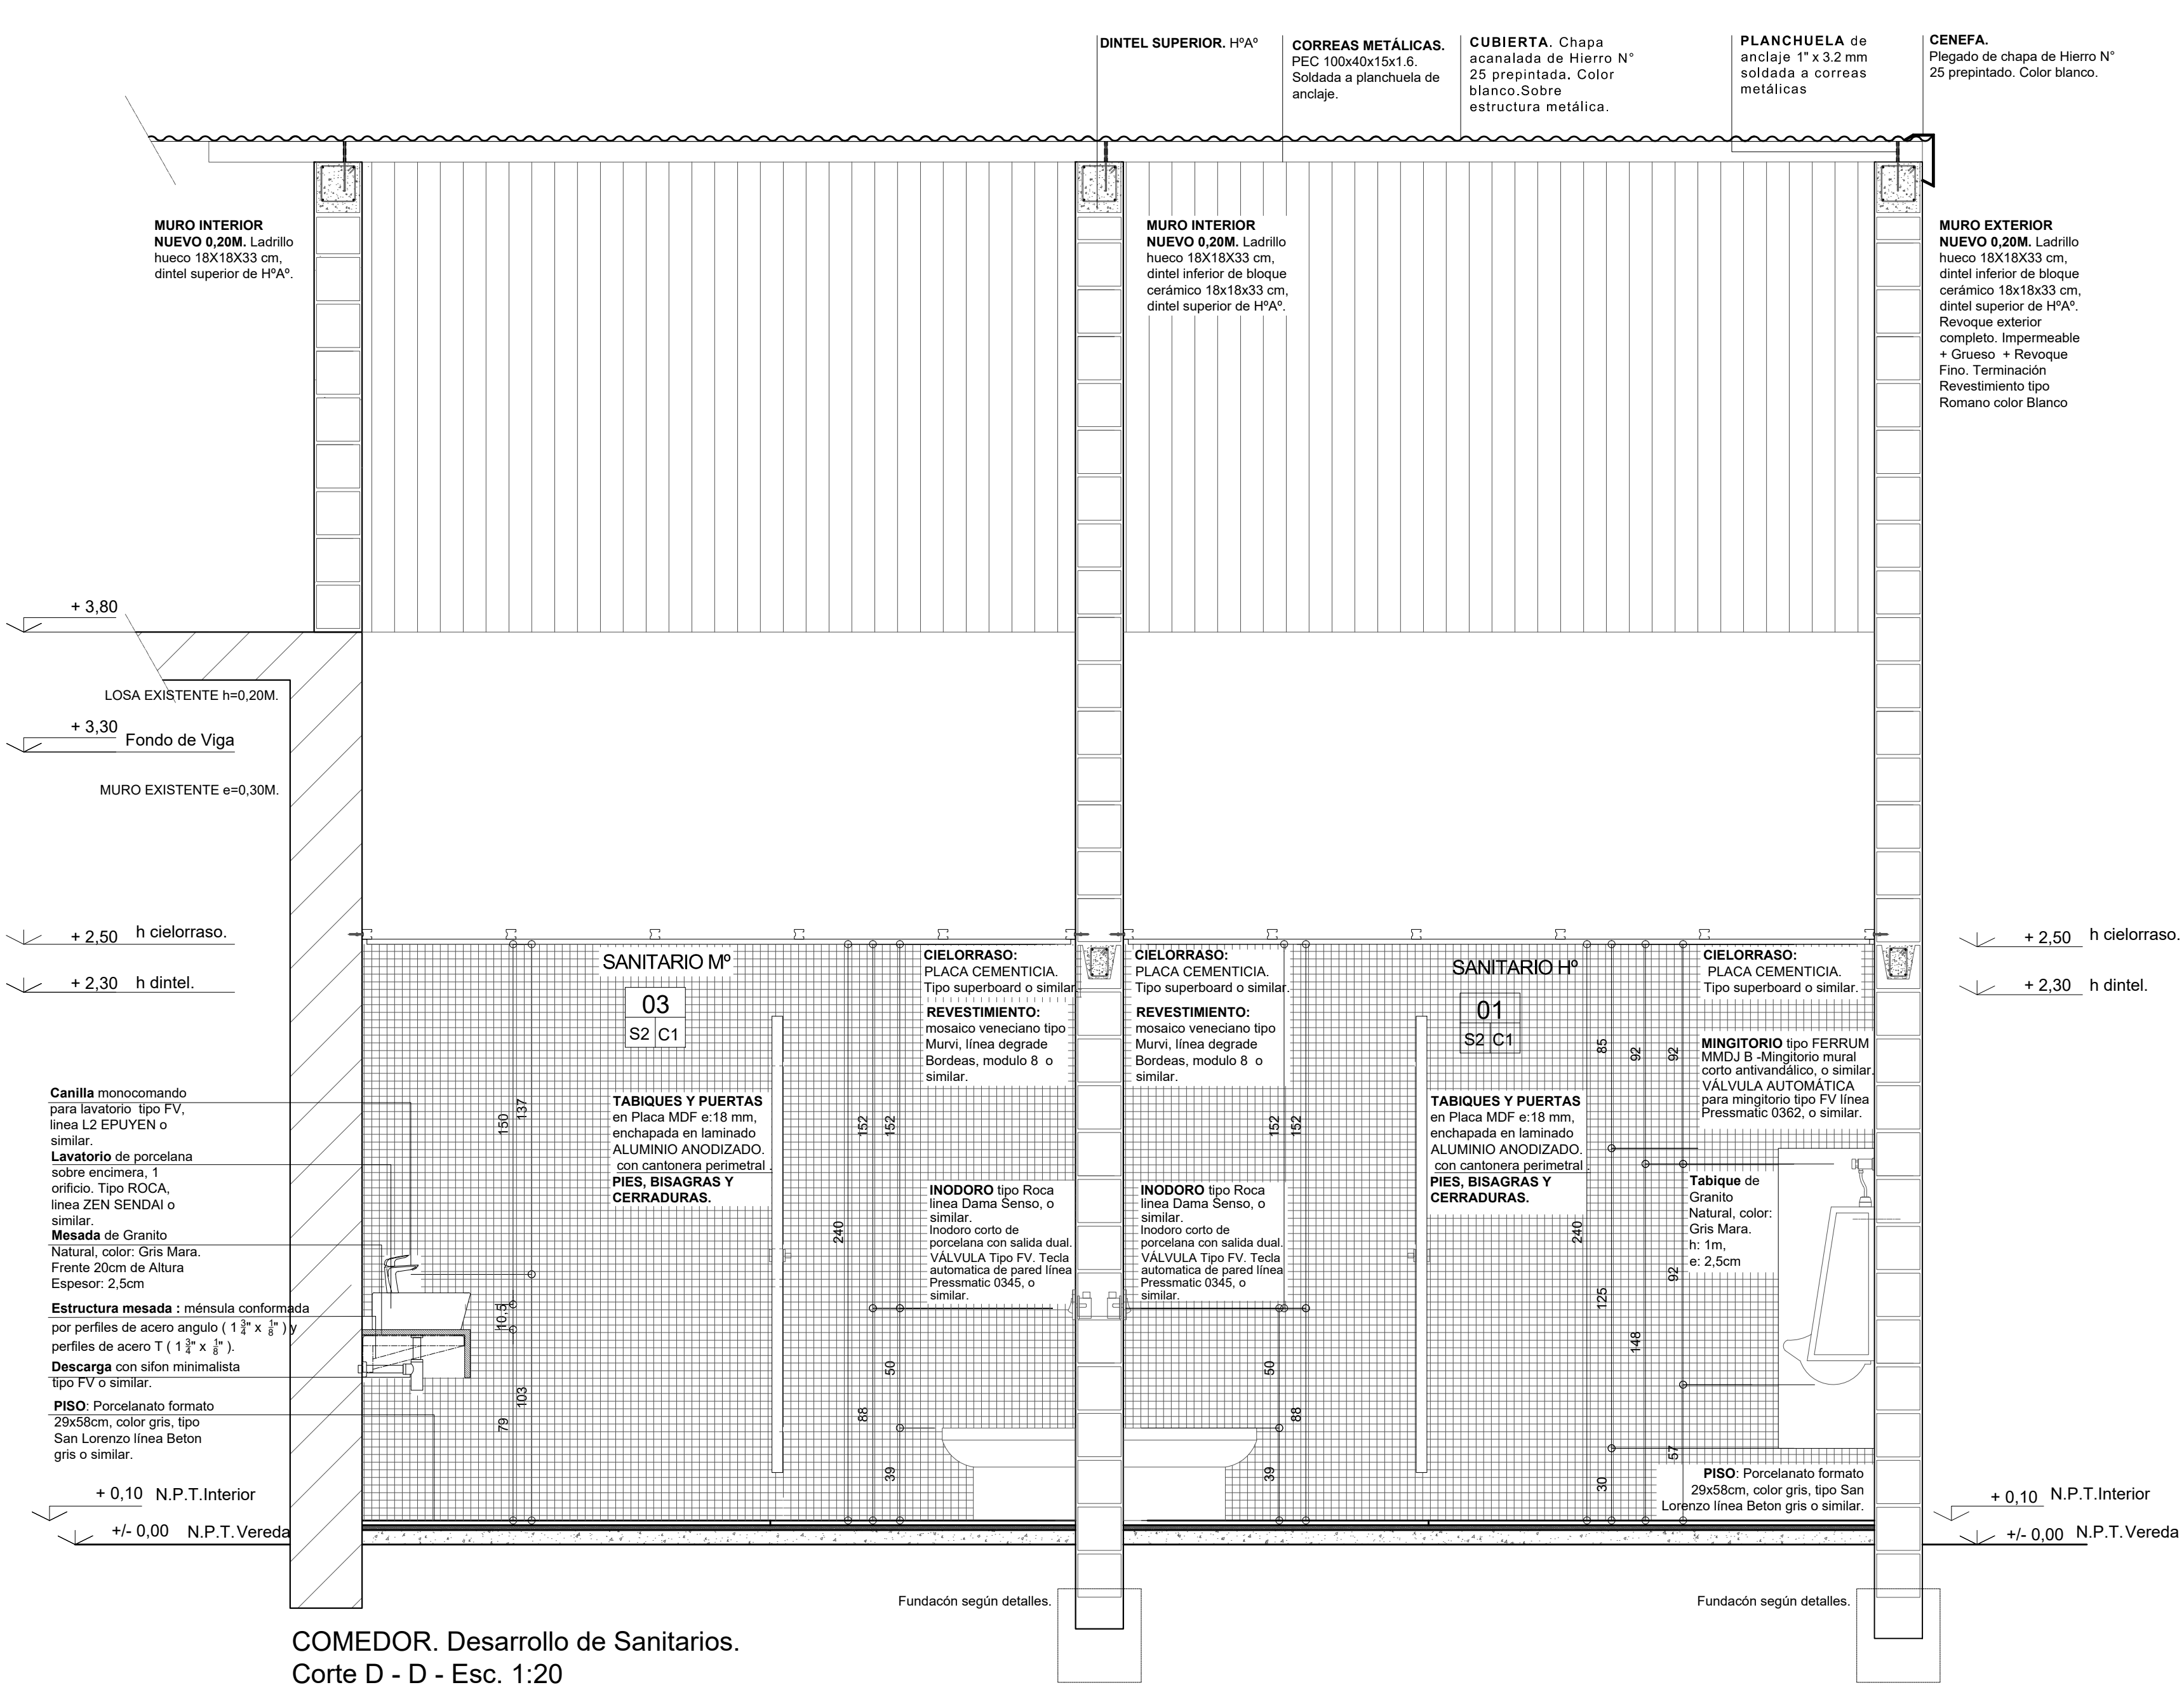 DINTEL SUPERIOR. HºAº
CORREAS METÁLICAS.
PEC 100x40x15x1.6.
Soldada a planchuela de
anclaje.
CUBIERTA. Chapa
acanalada de Hierro N°
25 prepintada. Color
blanco.Sobre
estructura metálica.
PLANCHUELA de
anclaje 1" x 3.2 mm
soldada a correas
metálicas
CENEFA.
Plegado de chapa de Hierro N°
25 prepintado. Color blanco.
MURO INTERIOR
NUEVO 0,20M. Ladrillo
hueco 18X18X33 cm,
dintel superior de HºAº.
MURO INTERIOR
NUEVO 0,20M. Ladrillo
hueco 18X18X33 cm,
dintel inferior de bloque
cerámico 18x18x33 cm,
dintel superior de HºAº.
MURO EXTERIOR
NUEVO 0,20M. Ladrillo
hueco 18X18X33 cm,
dintel inferior de bloque
cerámico 18x18x33 cm,
dintel superior de HºAº.
Revoque exterior
completo. Impermeable
+ Grueso + Revoque
Fino. Terminación
Revestimiento tipo
Romano color Blanco
+ 3,80
LOSA EXISTENTE h=0,20M.
+ 3,30
Fondo de Viga
MURO EXISTENTE e=0,30M.
+ 2,50 h cielorraso.
+ 2,30 h dintel.
+ 2,50 h cielorraso.
+ 2,30 h dintel.
SANITARIO Mº
03
S2 C1
CIELORRASO:
PLACA CEMENTICIA.
Tipo superboard o similar.
REVESTIMIENTO:
mosaico veneciano tipo
Murvi, línea degrade
Bordeas, modulo 8 o
similar.
CIELORRASO:
PLACA CEMENTICIA.
Tipo superboard o similar.
REVESTIMIENTO:
mosaico veneciano tipo
Murvi, línea degrade
Bordeas, modulo 8 o
similar.
SANITARIO Hº
01
S2 C1
CIELORRASO:
PLACA CEMENTICIA.
Tipo superboard o similar.
MINGITORIO tipo FERRUM
MMDJ B -Mingitorio mural
corto antivandálico, o similar.
VÁLVULA AUTOMÁTICA
para mingitorio tipo FV línea
Pressmatic 0362, o similar.
Canilla monocomando
para lavatorio tipo FV,
linea L2 EPUYEN o
similar.
Lavatorio de porcelana
sobre encimera, 1
orificio. Tipo ROCA,
linea ZEN SENDAI o
similar.
Mesada de Granito
Natural, color: Gris Mara.
Frente 20cm de Altura
Espesor: 2,5cm
Estructura mesada : ménsula conformada
por perfiles de acero angulo ( 1 3/4" x 1/8" ) y
perfiles de acero T ( 1 3/4" x 1/8" ).
Descarga con sifon minimalista
tipo FV o similar.
PISO: Porcelanato formato
29x58cm, color gris, tipo
San Lorenzo línea Beton
gris o similar.
TABIQUES Y PUERTAS
en Placa MDF e:18 mm,
enchapada en laminado
ALUMINIO ANODIZADO.
con cantonera perimetral .
PIES, BISAGRAS Y
CERRADURAS.
INODORO tipo Roca
linea Dama Senso, o
similar.
Inodoro corto de
porcelana con salida dual.
VÁLVULA Tipo FV. Tecla
automatica de pared línea
Pressmatic 0345, o
similar.
INODORO tipo Roca
linea Dama Senso, o
similar.
Inodoro corto de
porcelana con salida dual.
VÁLVULA Tipo FV. Tecla
automatica de pared línea
Pressmatic 0345, o
similar.
TABIQUES Y PUERTAS
en Placa MDF e:18 mm,
enchapada en laminado
ALUMINIO ANODIZADO.
con cantonera perimetral .
PIES, BISAGRAS Y
CERRADURAS.
Tabique de
Granito
Natural, color:
Gris Mara.
h: 1m,
e: 2,5cm
PISO: Porcelanato formato
29x58cm, color gris, tipo San
Lorenzo línea Beton gris o similar.
150
137
10,5
103
79
240
152
152
50
88
39
152
152
50
88
39
240
85
92
92
125
148
92
57
30
+ 0,10 N.P.T.Interior
+/- 0,00 N.P.T.Vereda
+ 0,10 N.P.T.Interior
+/- 0,00 N.P.T.Vereda
Fundacón según detalles.
Fundacón según detalles.
COMEDOR. Desarrollo de Sanitarios.
Corte D - D - Esc. 1:20